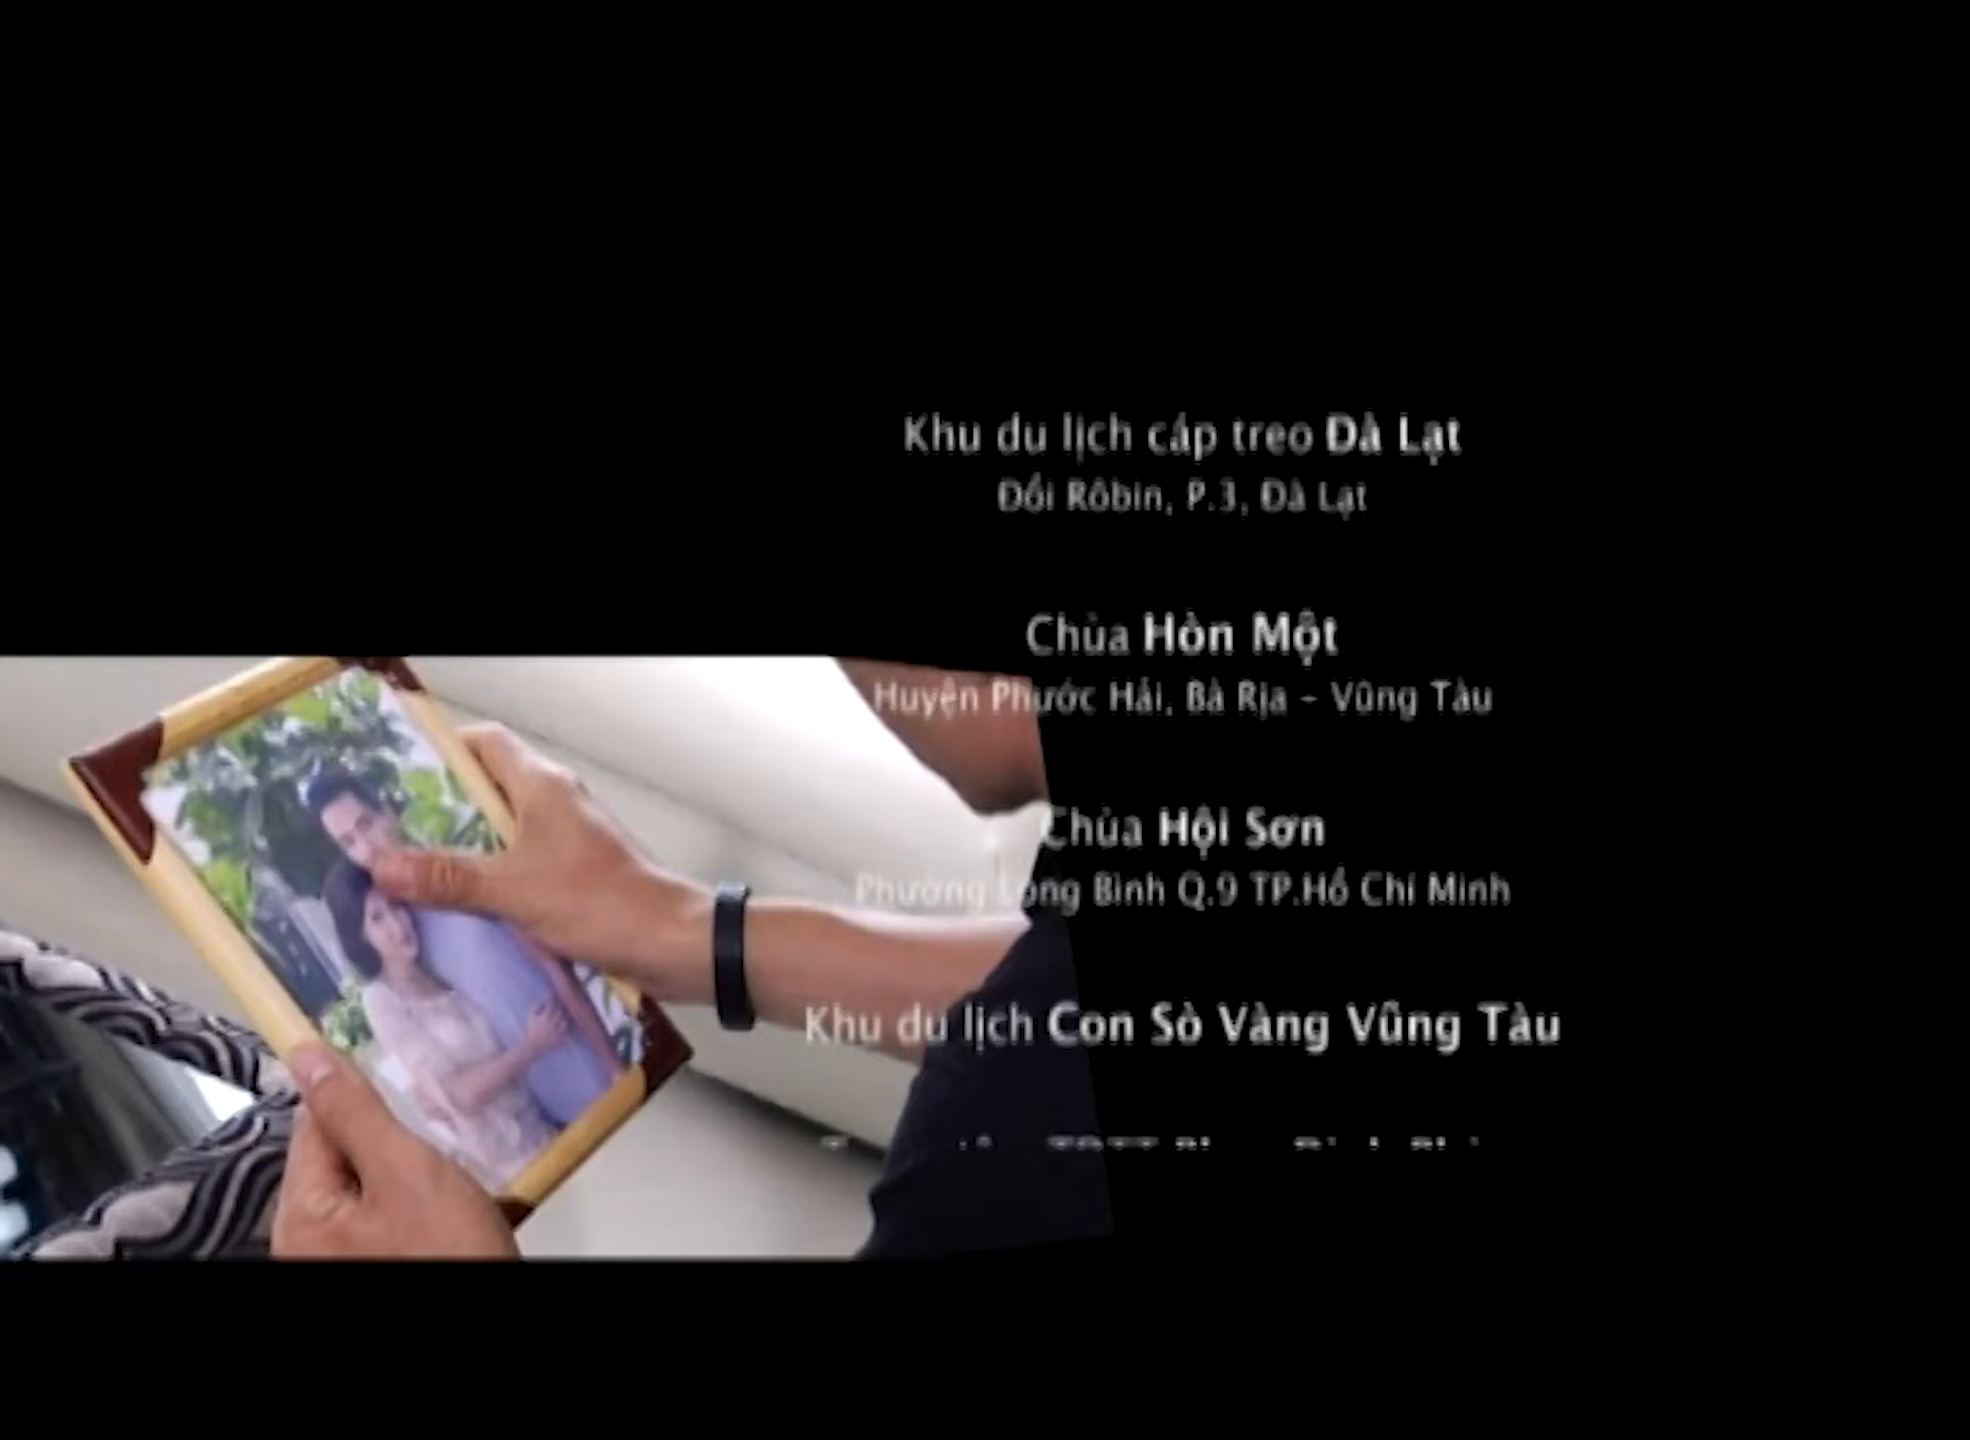 Khu du lịch cáp treo Đà Lạt
Đồi Rôbin, P.3, Đà Lạt
Chùa Hòn Một
Huyện Phước Hải, Bà Rịa - Vũng Tàu
Chùa Hội Sơn
Phường Long Bình Q.9 TP.Hồ Chí Minh
Khu du lịch Con Sò Vàng Vũng Tàu